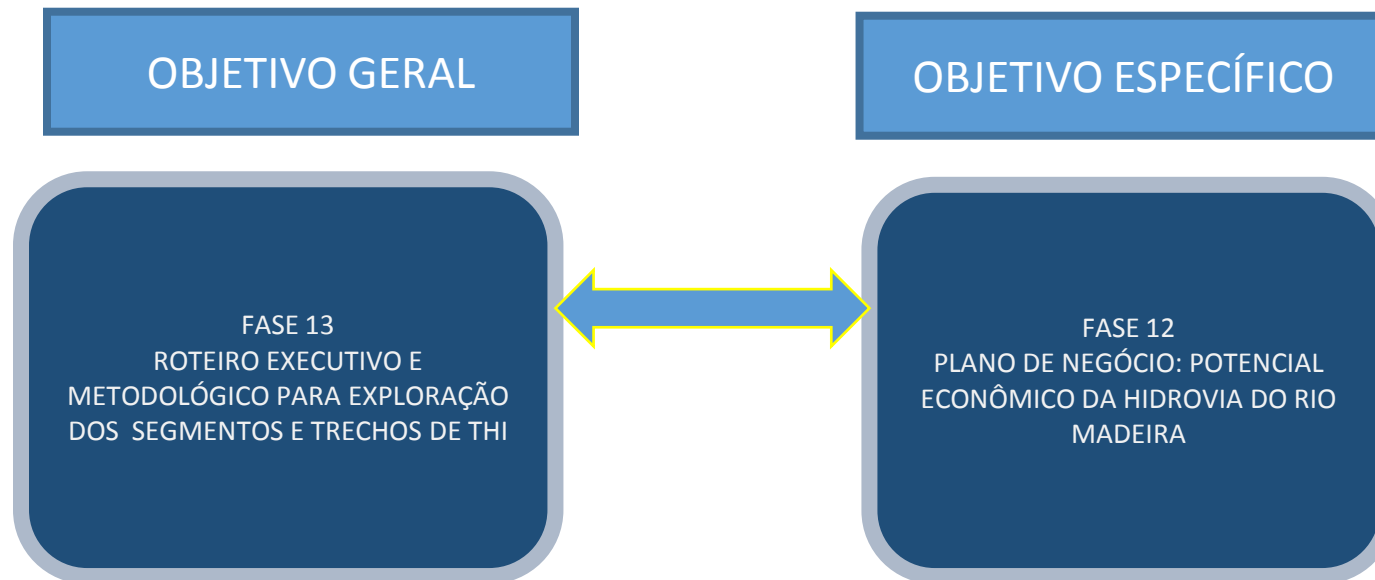 OBJETIVO GERAL
OBJETIVO ESPECÍFICO
FASE 13
ROTEIRO EXECUTIVO E
METODOLÓGICO PARA EXPLORAÇÃO
DOS SEGMENTOS E TRECHOS DE THI
FASE 12
PLANO DE NEGÓCIO: POTENCIAL
ECONÔMICO DA HIDROVIA DO RIO
MADEIRA